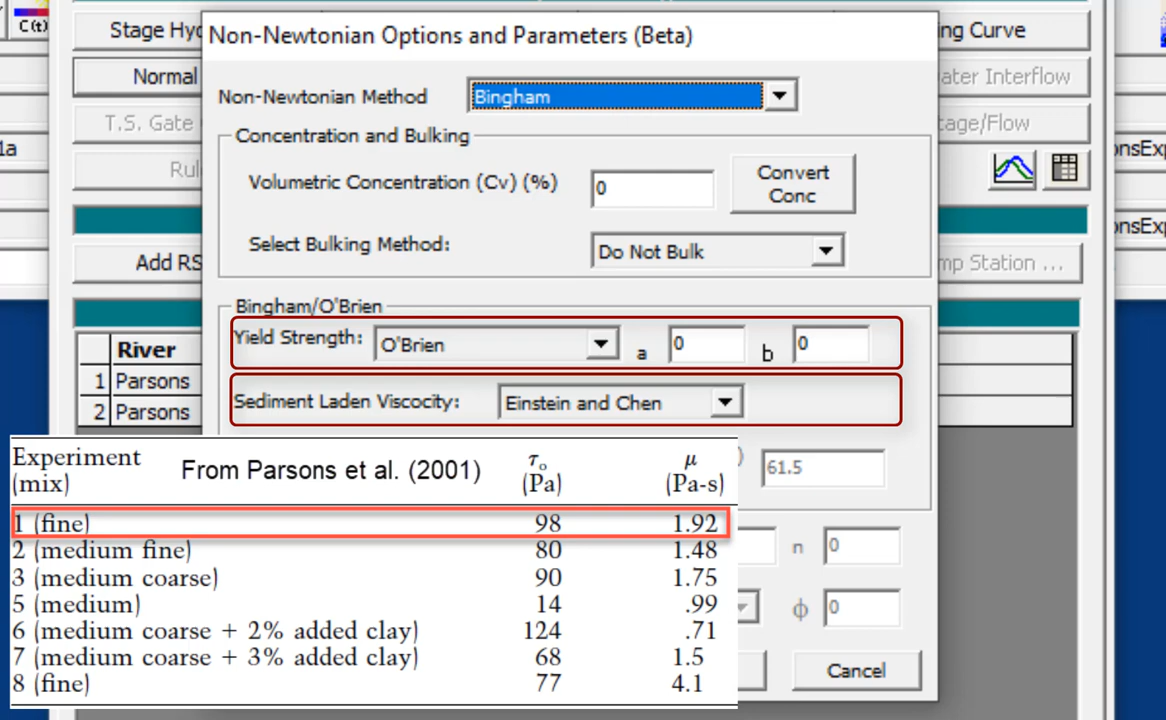 C(t)
Stage Hyd
Non-Newtonian Options and Parameters (Beta)
ing Curve
Normal
Non-Newtonian Method Bingham
ater Interflow
T.S. Gate
Concentration and Bulking
tage/Flow
1a
Volumetric Concentration (Cv) (%) 0 Convert Conc
onsExp
Rul
Select Bulking Method: Do Not Bulk
onsExp
Add RS
mp Station ...
Bingham/O'Brien
Yield Strength: O'Brien a 0 b 0
River
1 Parsons
Sediment Laden Viscocity: Einstein and Chen
2 Parsons
Experiment (mix) From Parsons et al. (2001) τo (Pa) μ (Pa-s)
) 61.5
1 (fine) 98 1.92
2 (medium fine) 80 1.48
n 0
3 (medium coarse) 90 1.75
5 (medium) 14 .99
ϕ 0
6 (medium coarse + 2% added clay) 124 .71
7 (medium coarse + 3% added clay) 68 1.5
8 (fine) 77 4.1
Cancel